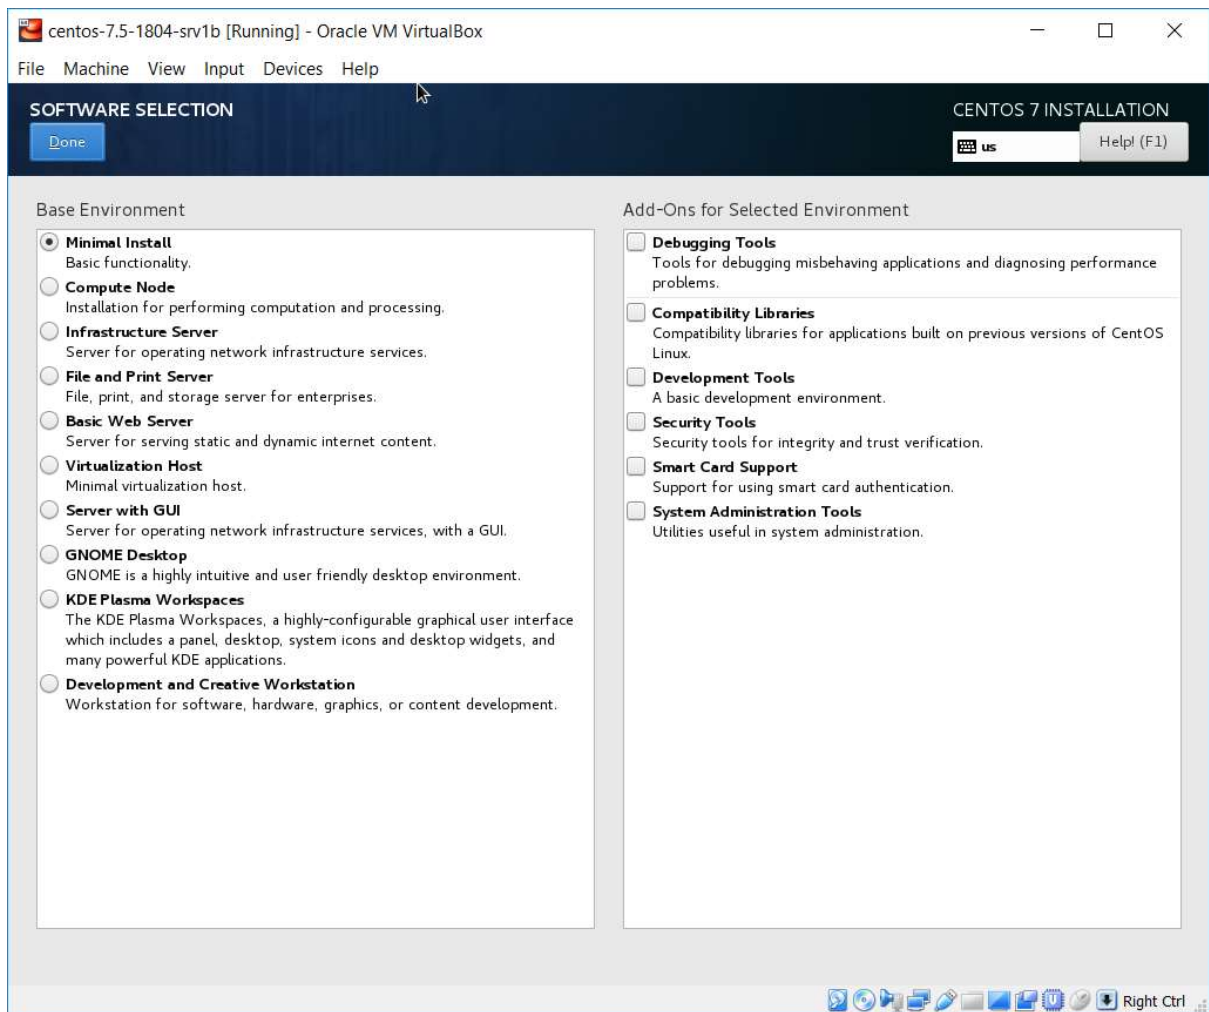 centos-7.5-1804-srv1b [Running] - Oracle VM VirtualBox
File Machine View Input Devices Help
SOFTWARE SELECTION
CENTOS 7 INSTALLATION
Done
us
Help! (F1)
Base Environment
Minimal Install
Basic functionality.
Compute Node
Installation for performing computation and processing.
Infrastructure Server
Server for operating network infrastructure services.
File and Print Server
File, print, and storage server for enterprises.
Basic Web Server
Server for serving static and dynamic internet content.
Virtualization Host
Minimal virtualization host.
Server with GUI
Server for operating network infrastructure services, with a GUI.
GNOME Desktop
GNOME is a highly intuitive and user friendly desktop environment.
KDE Plasma Workspaces
The KDE Plasma Workspaces, a highly-configurable graphical user interface
which includes a panel, desktop, system icons and desktop widgets, and
many powerful KDE applications.
Development and Creative Workstation
Workstation for software, hardware, graphics, or content development.
Add-Ons for Selected Environment
Debugging Tools
Tools for debugging misbehaving applications and diagnosing performance
problems.
Compatibility Libraries
Compatibility libraries for applications built on previous versions of CentOS
Linux.
Development Tools
A basic development environment.
Security Tools
Security tools for integrity and trust verification.
Smart Card Support
Support for using smart card authentication.
System Administration Tools
Utilities useful in system administration.
Right Ctrl